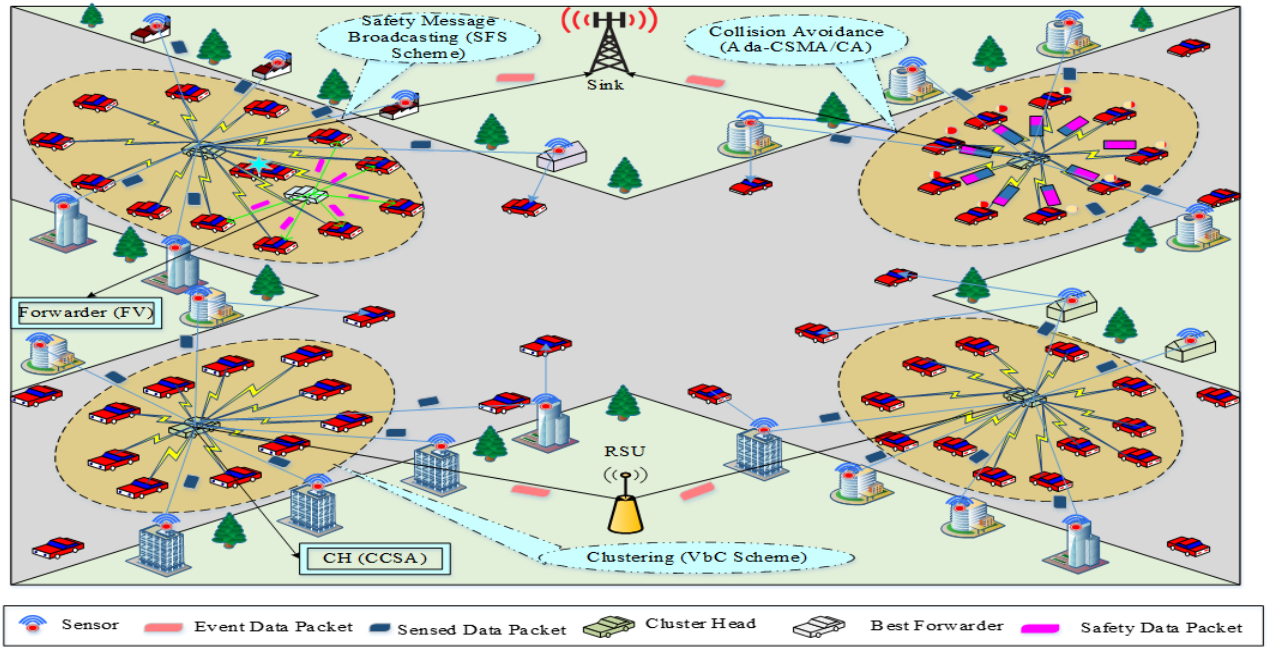 Safety Message
Broadcasting (SFS
Scheme)
Collision Avoidance
(Ada-CSMA/CA)
Sink
Forwarder (FV)
RSU
CH (CCSA)
Clustering (VbC Scheme)
Sensor
Event Data Packet
Sensed Data Packet
Cluster Head
Best Forwarder
Safety Data Packet